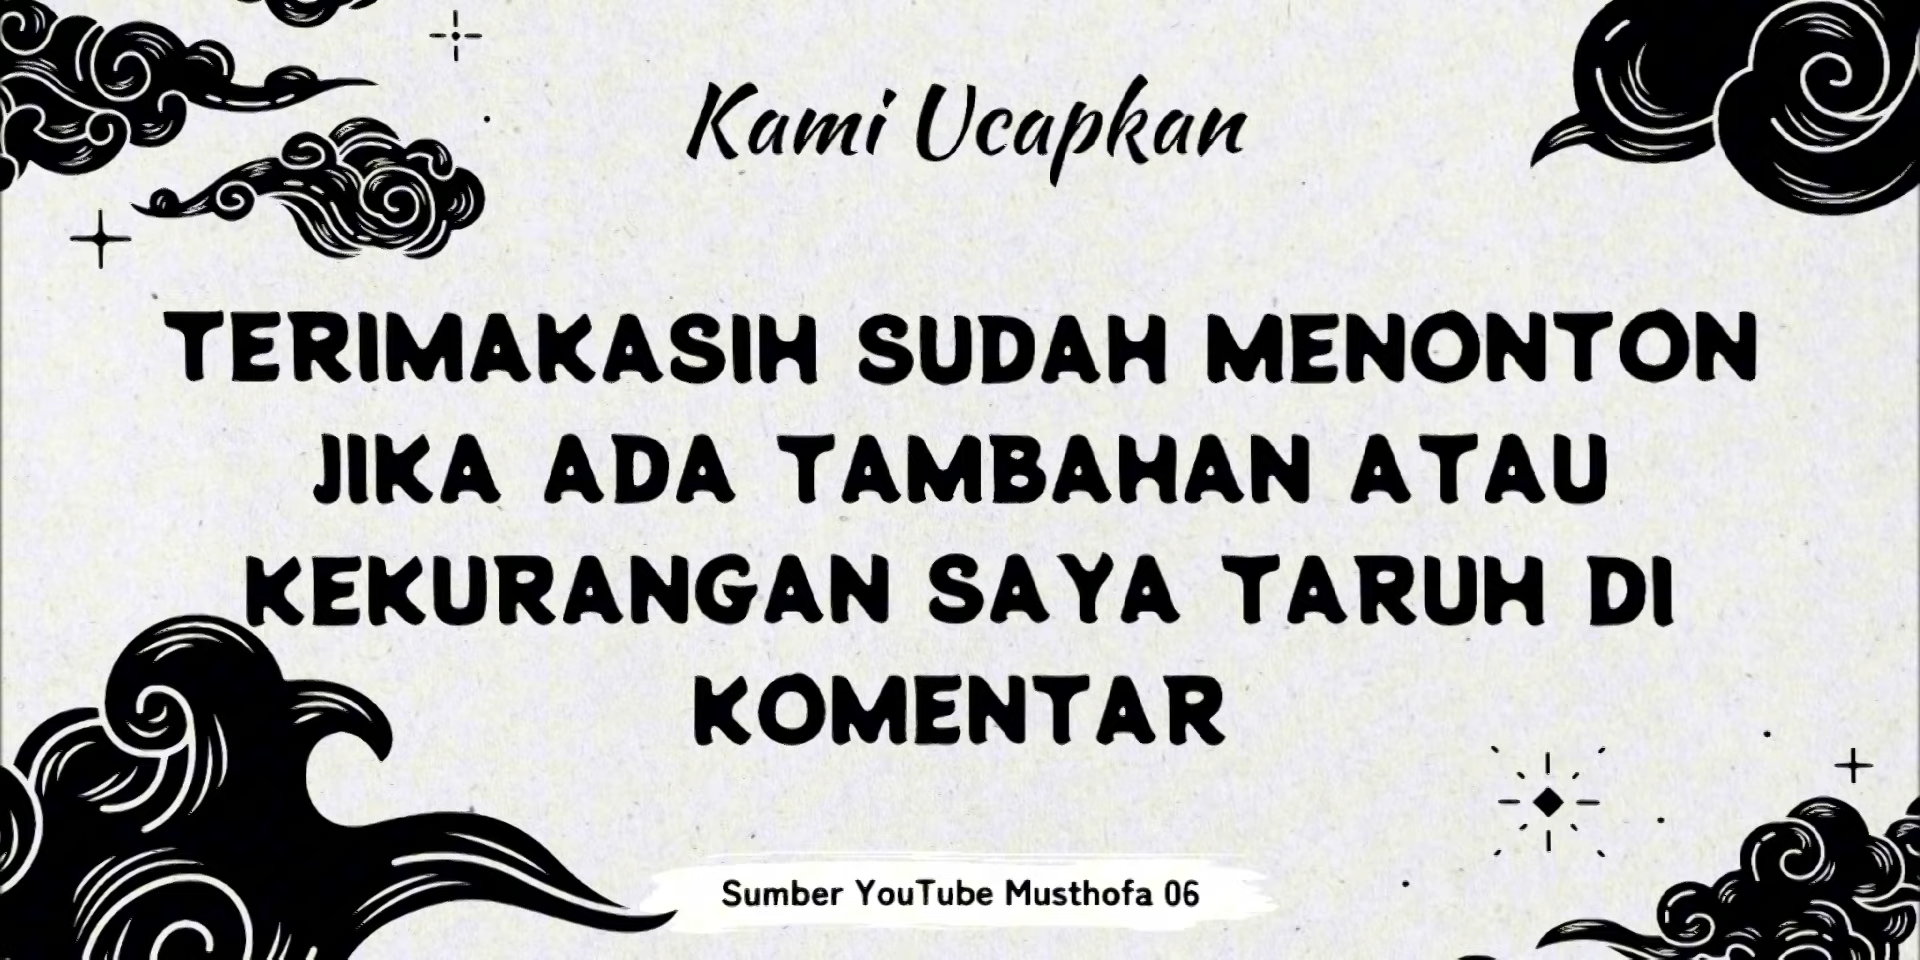 Kami Ucapkan
TERIMAKASIH SUDAH MENONTON
JIKA ADA TAMBAHAN ATAU
KEKURANGAN SAYA TARUH DI
KOMENTAR
Sumber YouTube Musthofa 06